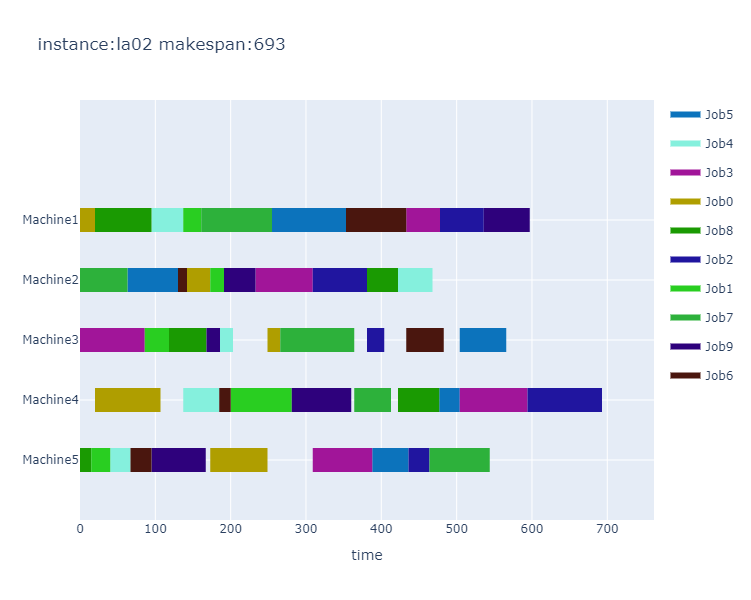 instance:la02 makespan:693
Job5
Job4
Job3
Job0
Job8
Job2
Job1
Job7
Job9
Job6
Machine1
Machine2
Machine3
Machine4
Machine5
0 100 200 300 400 500 600 700
time